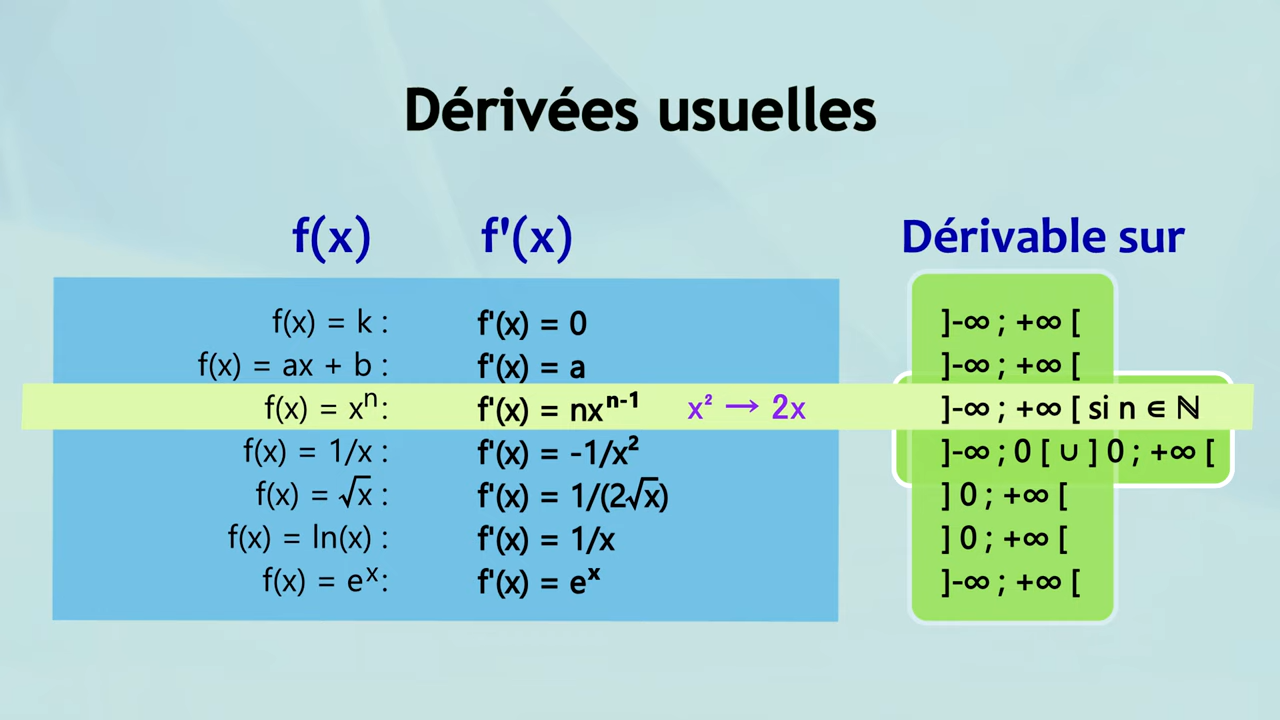 Dérivées usuelles
f(x) f'(x) Dérivable sur
f(x) = k : f'(x) = 0 ]-∞ ; +∞ [
f(x) = ax + b : f'(x) = a ]-∞ ; +∞ [
f(x) = xⁿ: f'(x) = nxⁿ⁻¹ x² → 2x ]-∞ ; +∞ [ si n ∈ ℕ
f(x) = 1/x : f'(x) = -1/x² ]-∞ ; 0 [ ∪ ] 0 ; +∞ [
f(x) = √x : f'(x) = 1/(2√x) ] 0 ; +∞ [
f(x) = ln(x) : f'(x) = 1/x ] 0 ; +∞ [
f(x) = eˣ: f'(x) = eˣ ]-∞ ; +∞ [